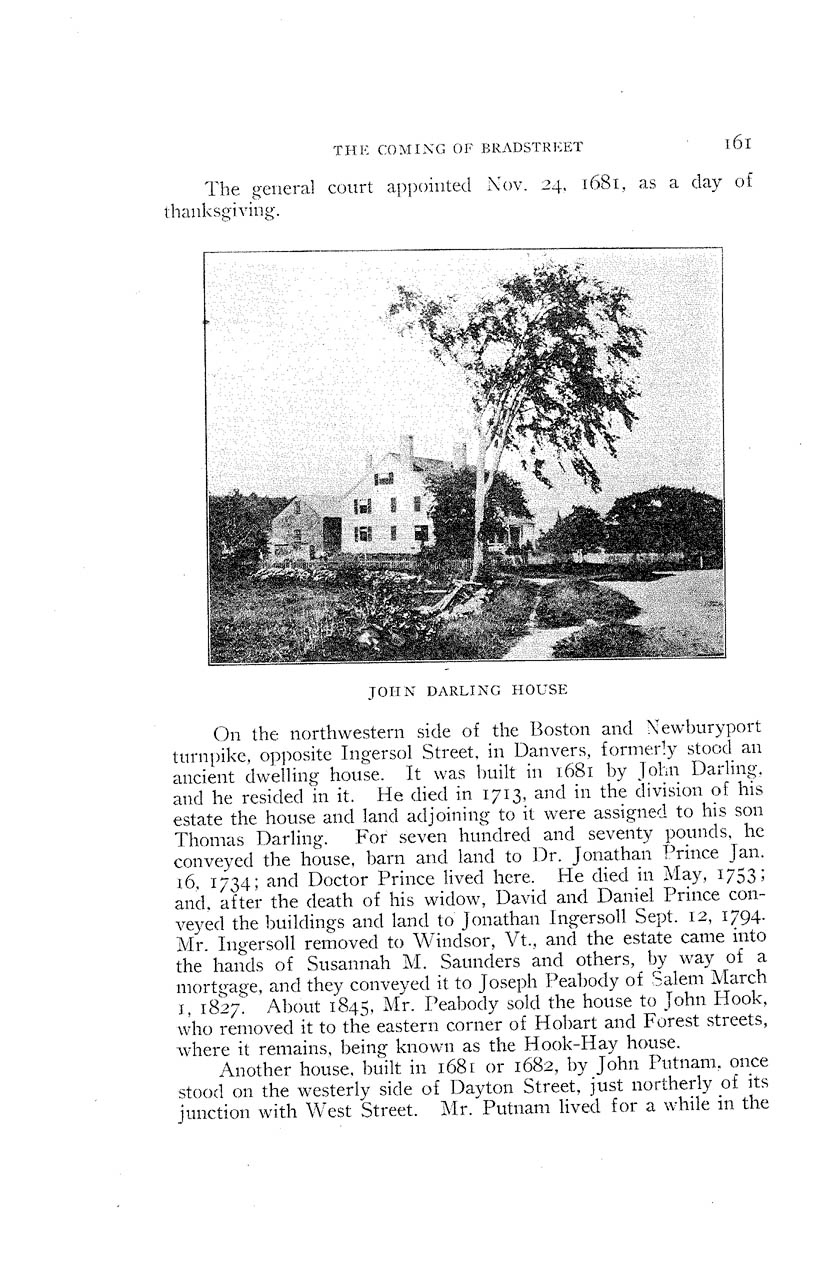 THE COMING OF BRADSTREET 161
The general court appointed Nov. 24, 1681, as a day of
thanksgiving.
JOHN DARLING HOUSE
On the northwestern side of the Boston and Newburyport
turnpike, opposite Ingersol Street, in Danvers, formerly stood an
ancient dwelling house. It was built in 1681 by John Darling,
and he resided in it. He died in 1713, and in the division of his
estate the house and land adjoining to it were assigned to his son
Thomas Darling. For seven hundred and seventy pounds, he
conveyed the house, barn and land to Dr. Jonathan Prince Jan.
16, 1734; and Doctor Prince lived here. He died in May, 1753;
and, after the death of his widow, David and Daniel Prince con-
veyed the buildings and land to Jonathan Ingersoll Sept. 12, 1794.
Mr. Ingersoll removed to Windsor, Vt., and the estate came into
the hands of Susannah M. Saunders and others, by way of a
mortgage, and they conveyed it to Joseph Peabody of Salem March
1, 1827. About 1845, Mr. Peabody sold the house to John Hook,
who removed it to the eastern corner of Hobart and Forest streets,
where it remains, being known as the Hook-Hay house.
Another house, built in 1681 or 1682, by John Putnam, once
stood on the westerly side of Dayton Street, just northerly of its
junction with West Street. Mr. Putnam lived for a while in the